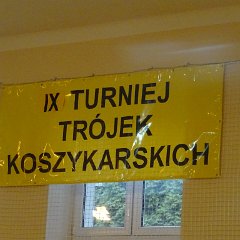 IX TURNIEJ
TRÓJEK
KOSZYKARSKICH